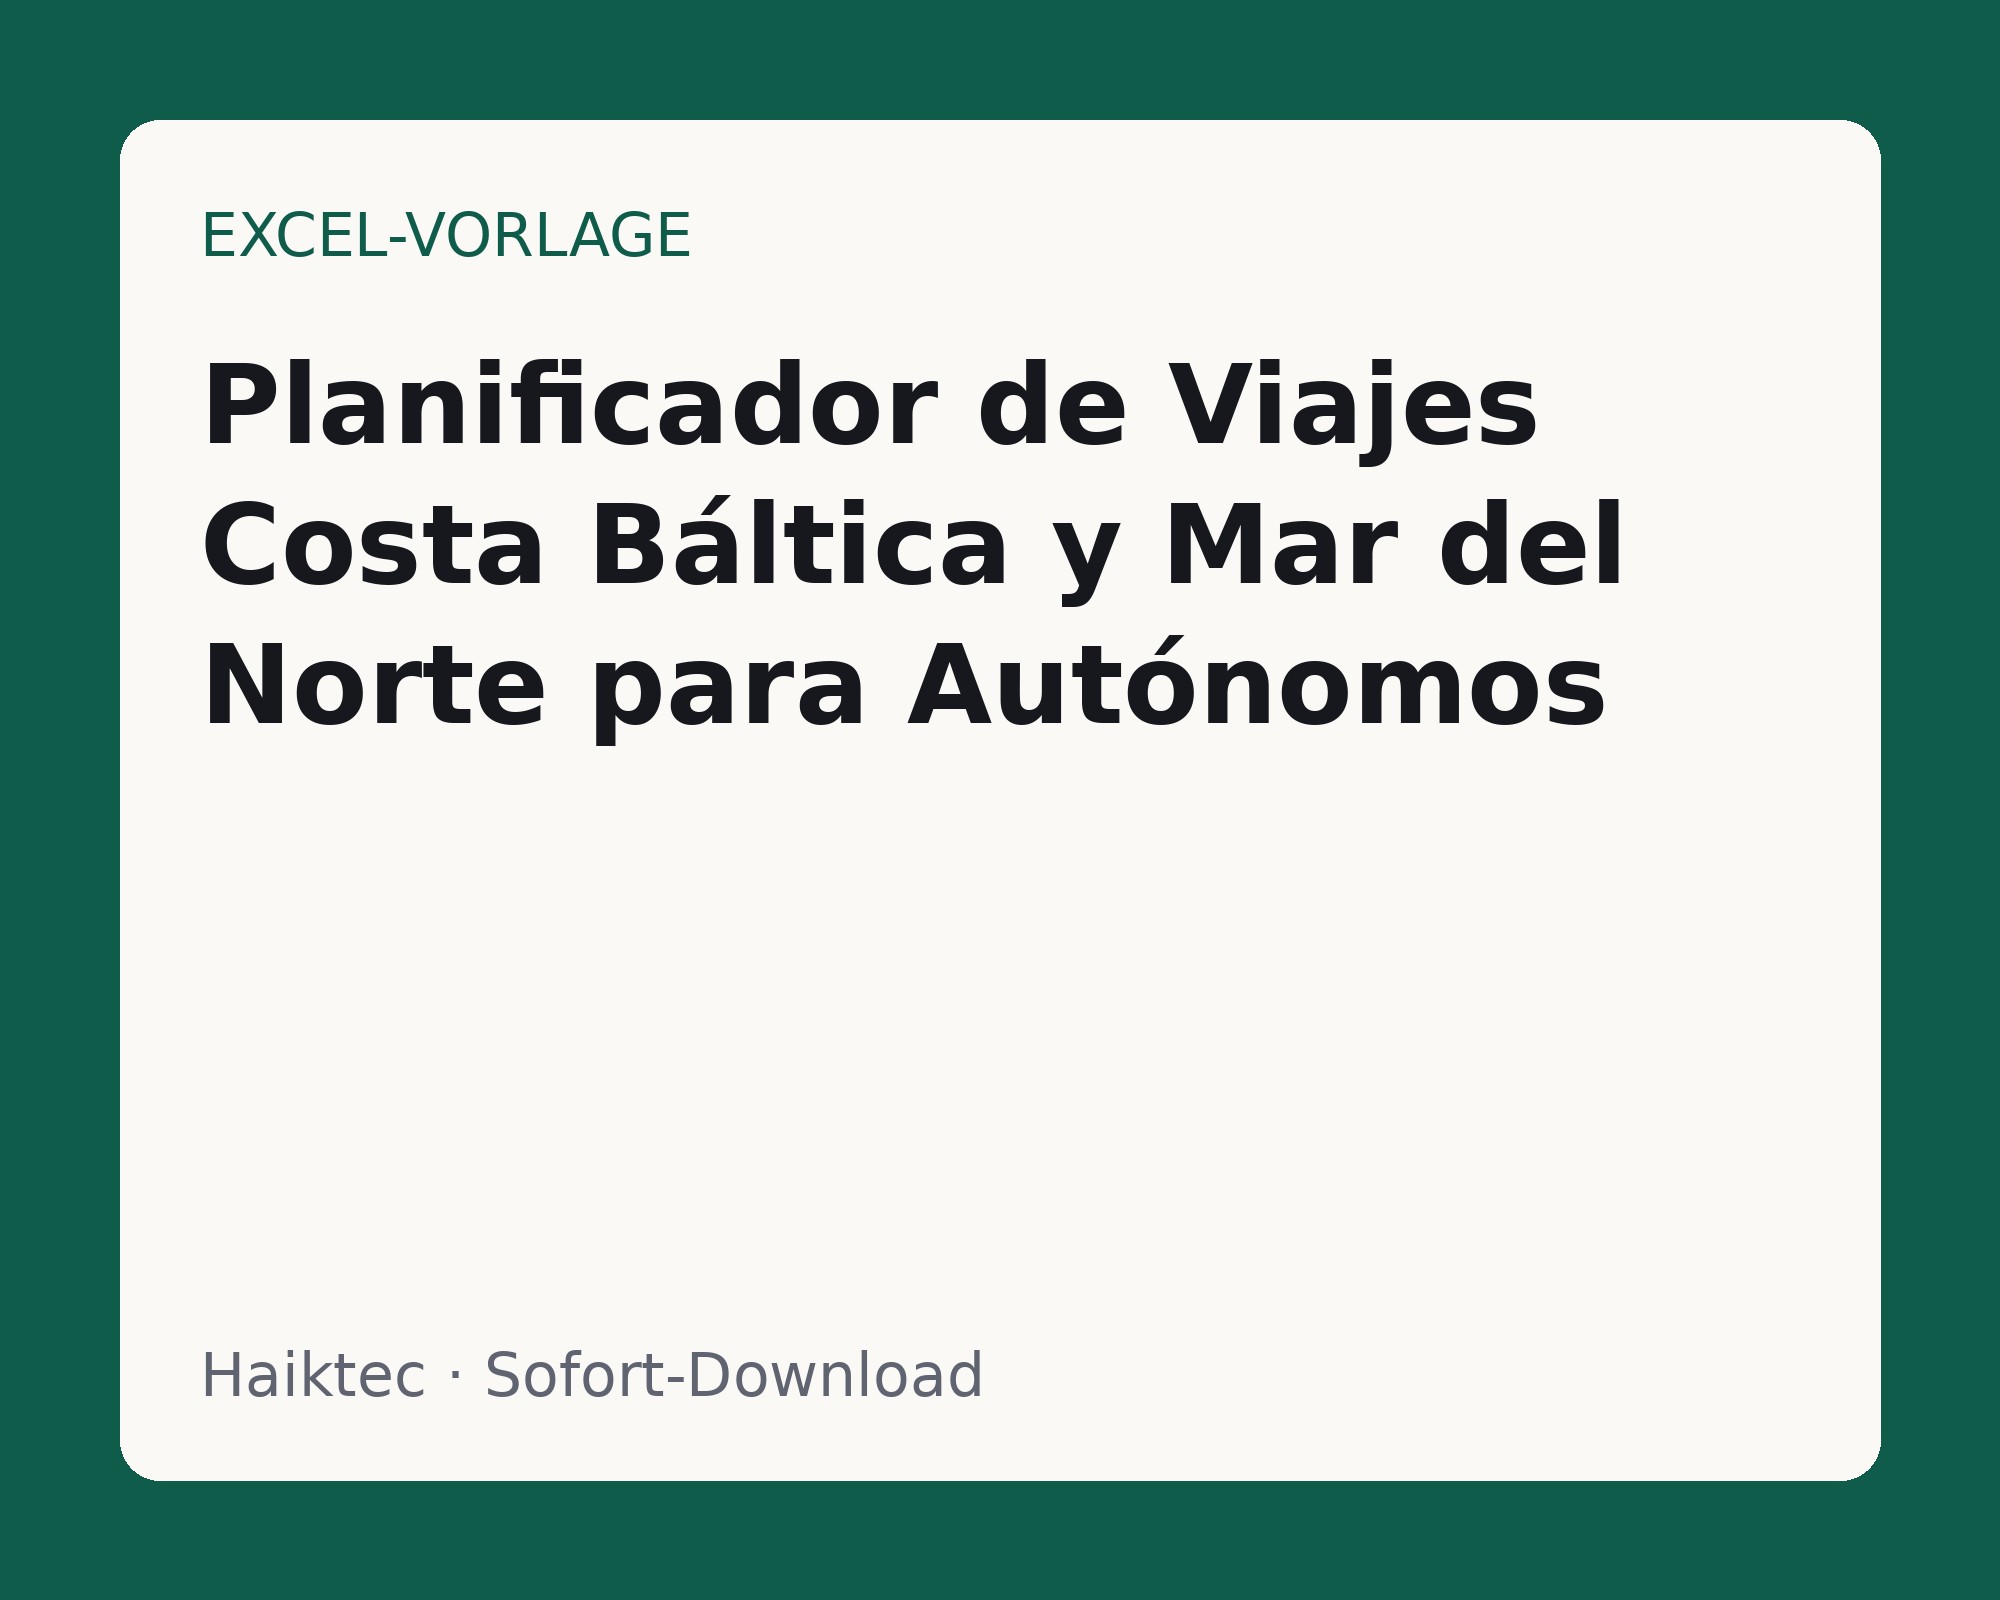 EXCEL-VORLAGE
Planificador de Viajes
Costa Báltica y Mar del
Norte para Autónomos
Haiktec · Sofort-Download